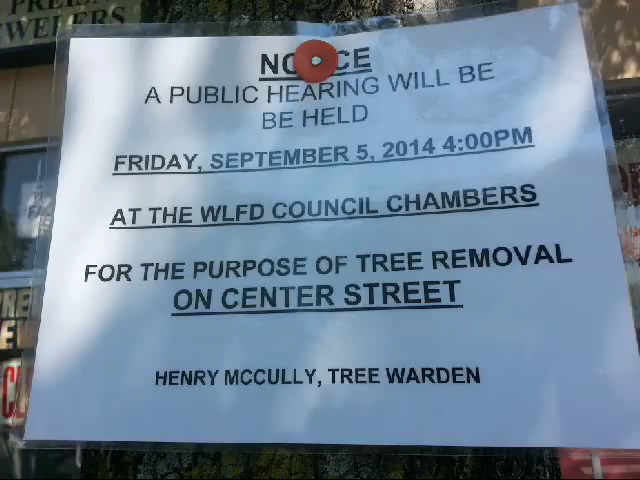 WELERS
NOTICE
A PUBLIC HEARING WILL BE
BE HELD
FRIDAY, SEPTEMBER 5, 2014 4:00PM
AT THE WLFD COUNCIL CHAMBERS
FOR THE PURPOSE OF TREE REMOVAL
ON CENTER STREET
HENRY MCCULLY, TREE WARDEN